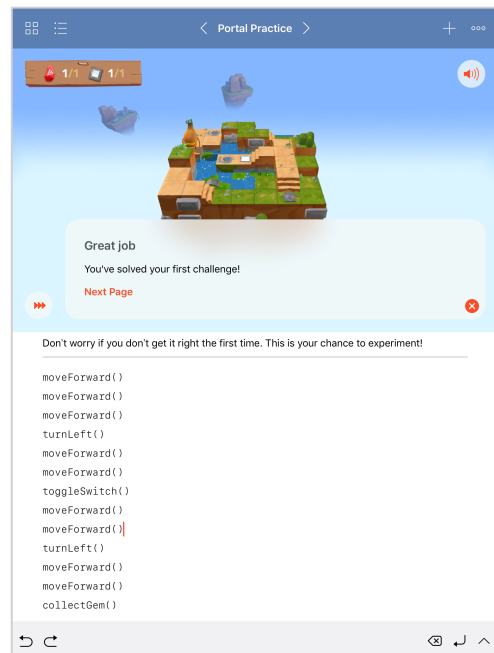 Portal Practice
1/1 1/1
Great job
You've solved your first challenge!
Next Page
Don't worry if you don't get it right the first time. This is your chance to experiment!
moveForward()
moveForward()
moveForward()
turnLeft()
moveForward()
moveForward()
toggleSwitch()
moveForward()
moveForward()
turnLeft()
moveForward()
moveForward()
collectGem()